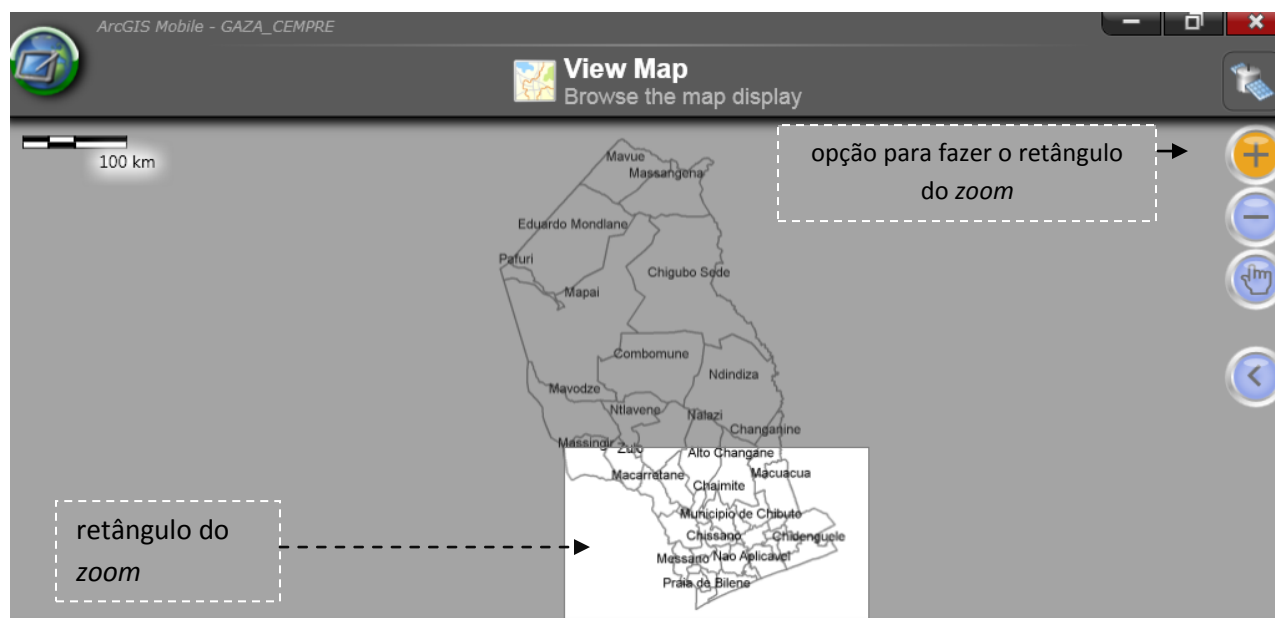 ArcGIS Mobile - GAZA_CEMPRE
View Map
Browse the map display
100 km
opção para fazer o retângulo
do zoom
Mavue
Massangena
Eduardo Mondlane
Pafuri
Chigubo Sede
Mapai
Combomune
Ndindiza
Mavodze
Ntlavene
Nalazi
Changanine
Massingir
Zulo
Alto Changane
Macarretane
Macuacua
Chaimite
Municipio de Chibuto
Chissano
Chidenguele
Messano
Nao Aplicavel
Praia de Bilene
retângulo do
zoom